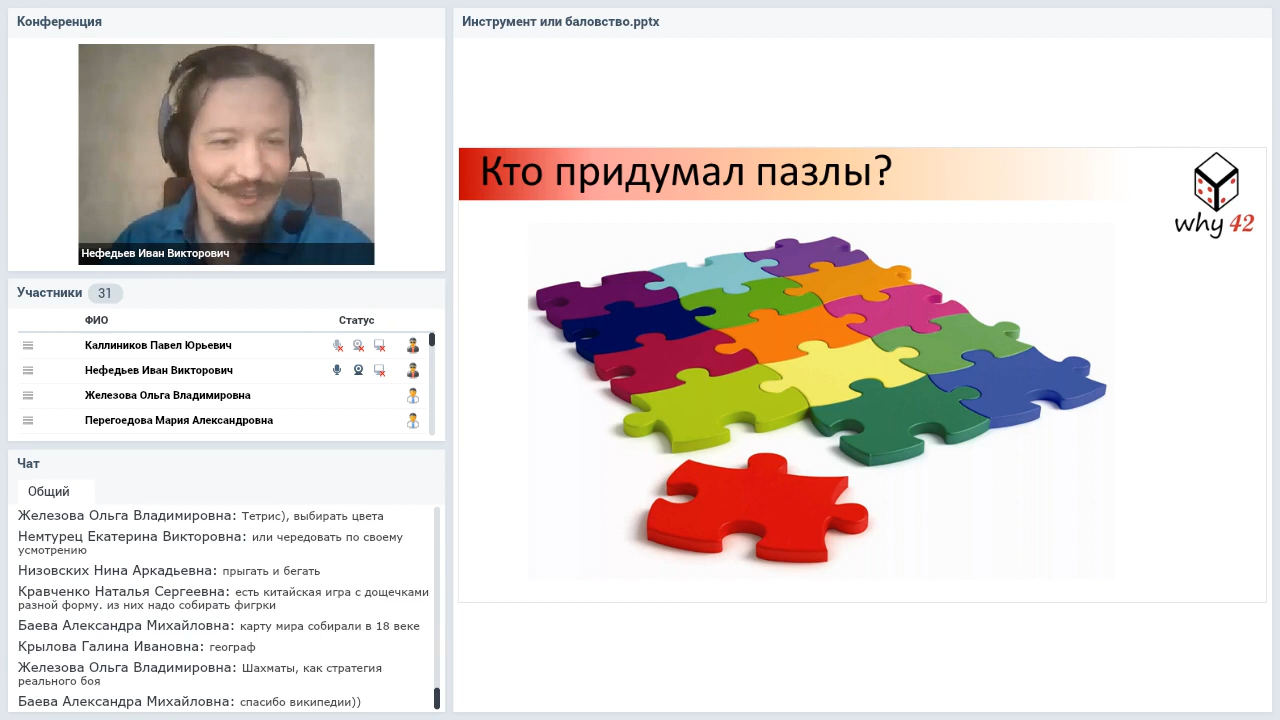 Конференция
Нефедьев Иван Викторович
Участники 31
ФИО Статус
Каллиников Павел Юрьевич
Нефедьев Иван Викторович
Железова Ольга Владимировна
Перегоедова Мария Александровна
Чат
Общий
Железова Ольга Владимировна: Тетрис), выбирать цвета
Немтурец Екатерина Викторовна: или чередовать по своему
усмотрению
Низовских Нина Аркадьевна: прыгать и бегать
Кравченко Наталья Сергеевна: есть китайская игра с дощечками
разной форму. из них надо собирать фигрки
Баева Александра Михайловна: карту мира собирали в 18 веке
Крылова Галина Ивановна: географ
Железова Ольга Владимировна: Шахматы, как стратегия
реального боя
Баева Александра Михайловна: спасибо википедии))
Инструмент или баловство.pptx
Кто придумал пазлы?
why 42